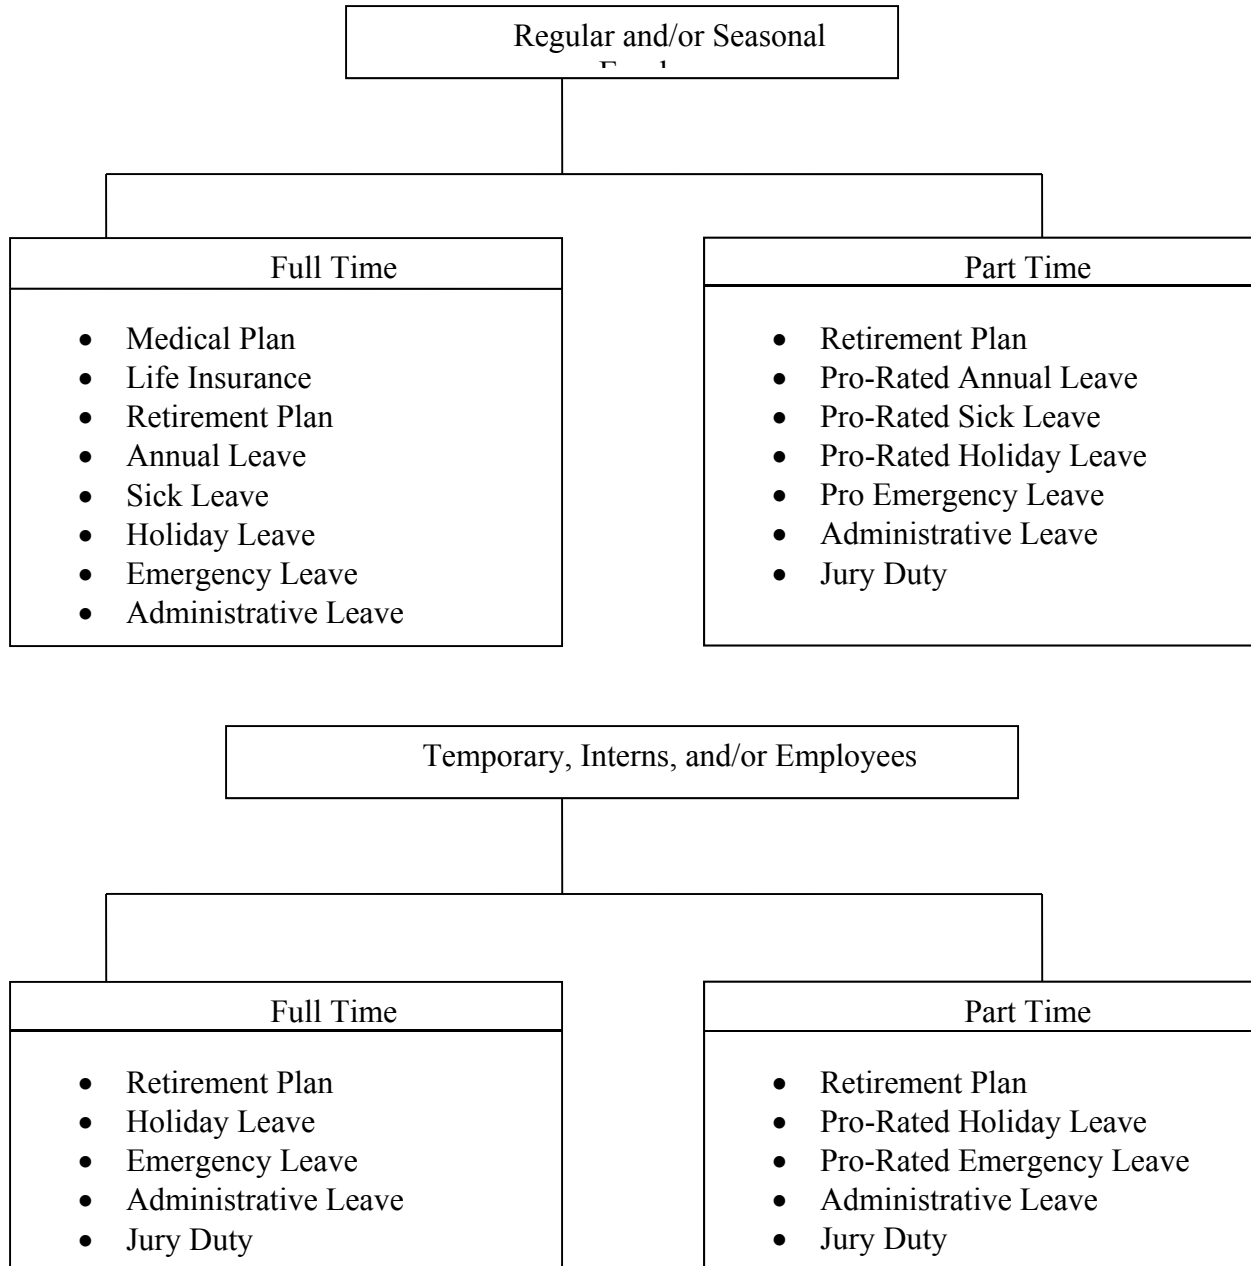 Regular and/or Seasonal
Full Time
• Medical Plan
• Life Insurance
• Retirement Plan
• Annual Leave
• Sick Leave
• Holiday Leave
• Emergency Leave
• Administrative Leave
Part Time
• Retirement Plan
• Pro-Rated Annual Leave
• Pro-Rated Sick Leave
• Pro-Rated Holiday Leave
• Pro Emergency Leave
• Administrative Leave
• Jury Duty
Temporary, Interns, and/or Employees
Full Time
• Retirement Plan
• Holiday Leave
• Emergency Leave
• Administrative Leave
• Jury Duty
Part Time
• Retirement Plan
• Pro-Rated Holiday Leave
• Pro-Rated Emergency Leave
• Administrative Leave
• Jury Duty